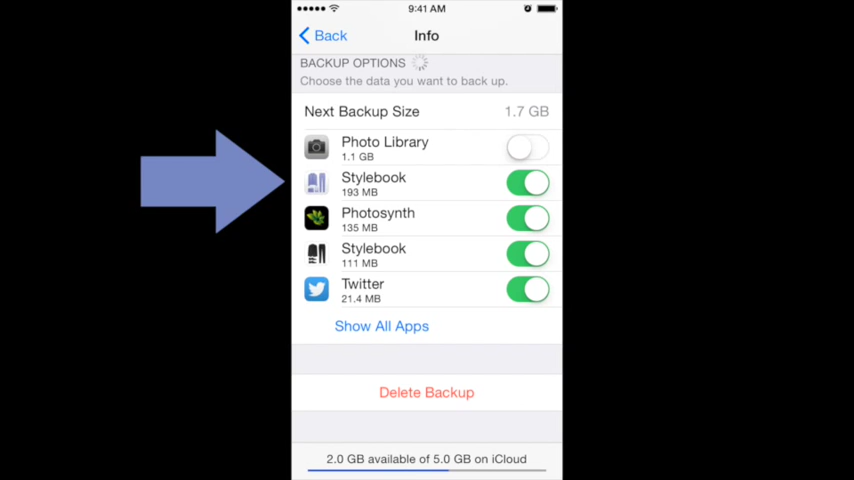 9:41 AM
Back
Info
BACKUP OPTIONS
Choose the data you want to back up.
Next Backup Size 1.7 GB
Photo Library
1.1 GB
Stylebook
193 MB
Photosynth
135 MB
Stylebook
111 MB
Twitter
21.4 MB
Show All Apps
Delete Backup
2.0 GB available of 5.0 GB on iCloud